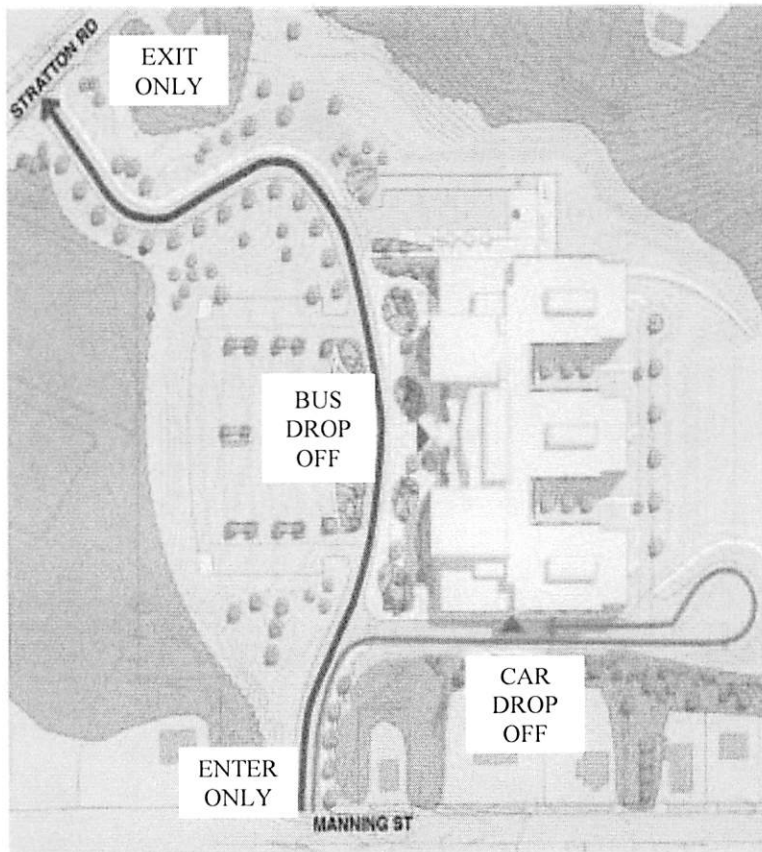 STRATTON RD
EXIT
ONLY
BUS
DROP
OFF
CAR
DROP
OFF
ENTER
ONLY
MANNING ST